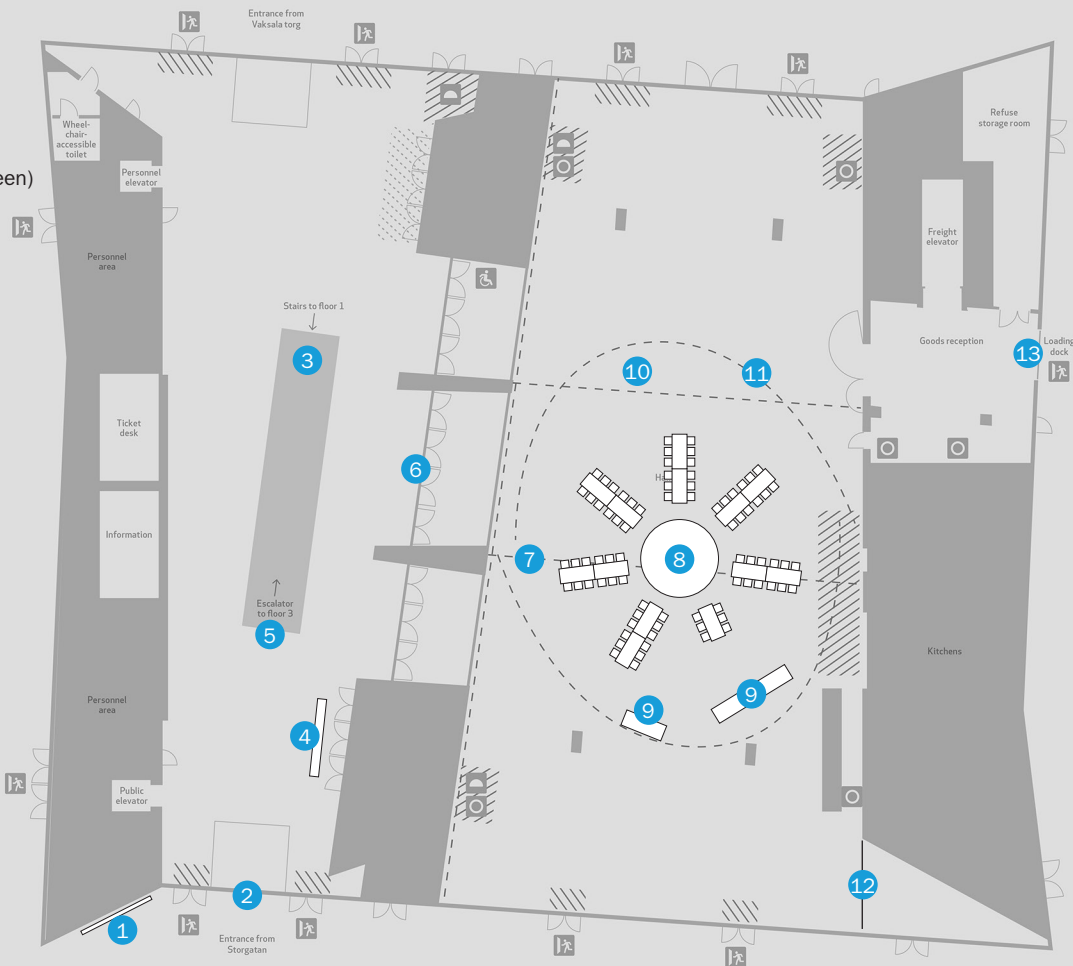 Entrance from
Vaksala torg
Wheel-
chair-
accessible
toilet
Refuse
storage room
een)
Personnel
elevator
Freight
elevator
Personnel
area
Stairs to floor 1
Goods reception
Loading
dock
13
3
10
11
Ticket
desk
6
Information
7
8
Escalator
to floor 3
5
Kitchens
9
9
Personnel
area
4
Public
elevator
12
2
1
Entrance from
Storgatan